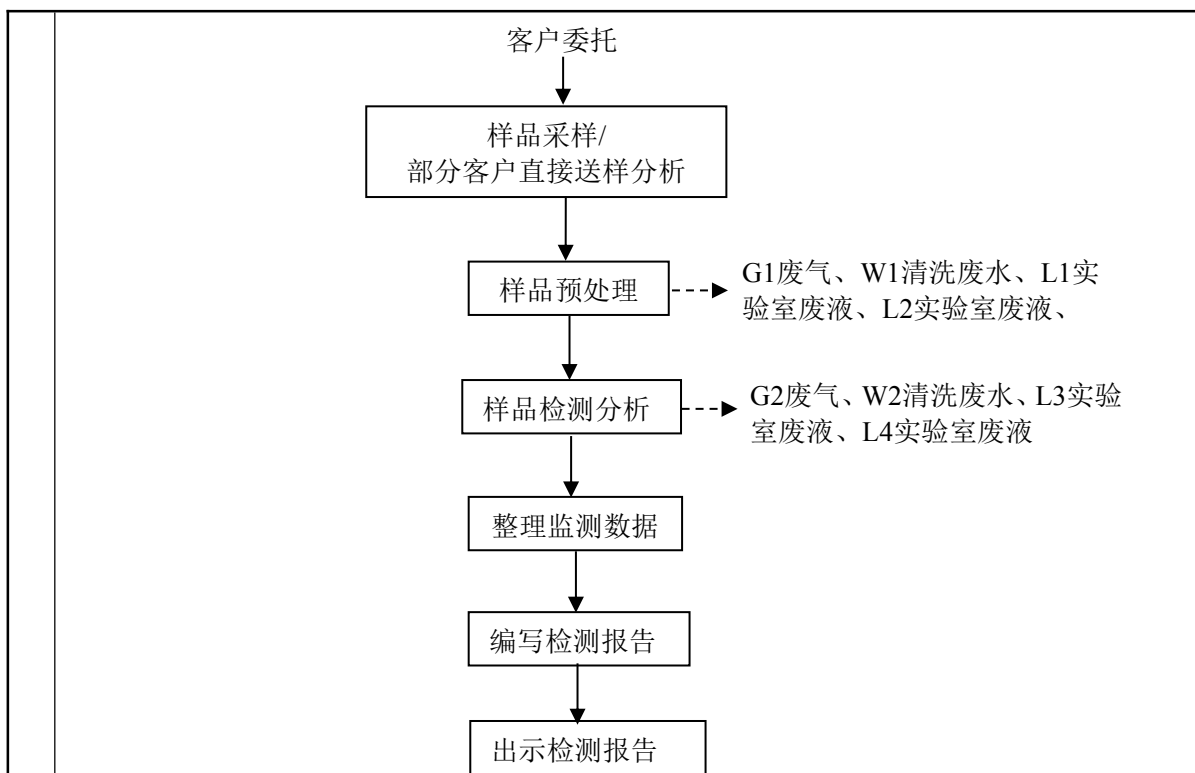 客户委托
样品采样/
部分客户直接送样分析
样品预处理
G1废气、W1清洗废水、L1实
验室废液、L2实验室废液、
样品检测分析
G2废气、W2清洗废水、L3实验
室废液、L4实验室废液
整理监测数据
编写检测报告
出示检测报告